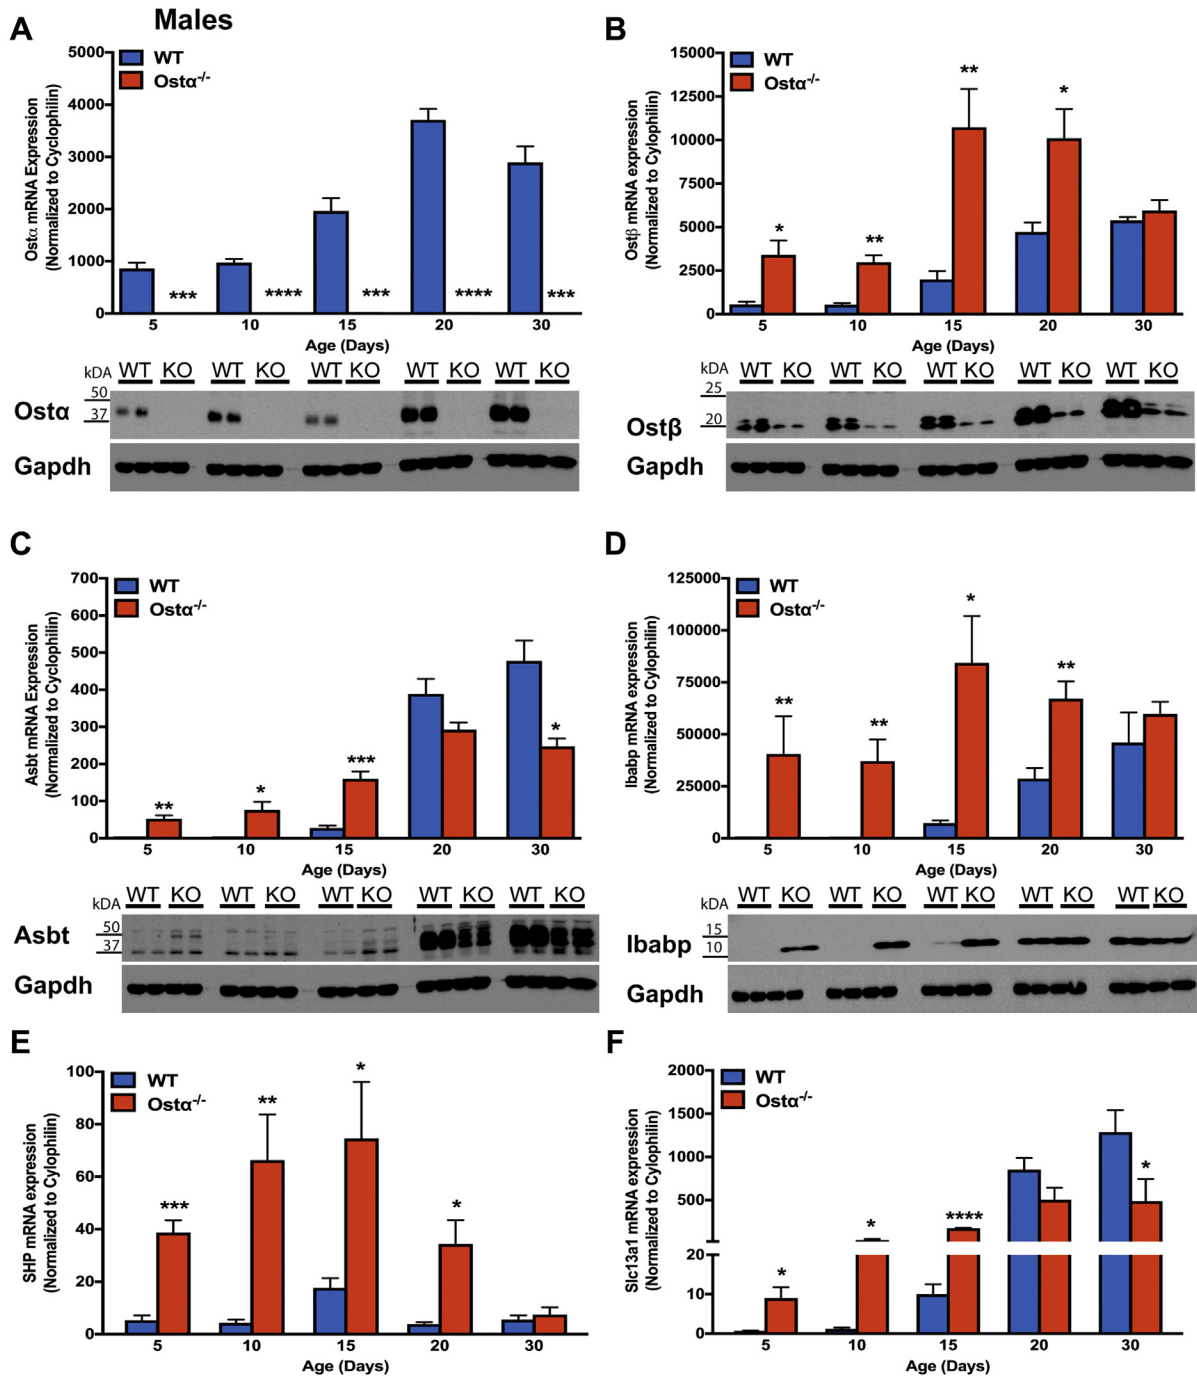 Males
A
WT
Ostα-/-
Ostα mRNA Expression
(Normalized to Cyclophilin)
5000
4000
3000
2000
1000
0
*** **** *** **** ***
5 10 15 20 30
Age (Days)
kDA WT KO WT KO WT KO WT KO WT KO
50
37
Ostα
Gapdh
B
WT
Ostα-/-
Ostβ mRNA expression
(Normalized to Cylophilin)
15000
12500
10000
7500
5000
2500
0
* ** ** *
5 10 15 20 30
Age (Days)
kDA WT KO WT KO WT KO WT KO WT KO
25
20
Ostβ
Gapdh
C
WT
Ostα-/-
Asbt mRNA Expression
(Normalized to Cyclophilin)
700
600
500
400
300
200
100
0
** * *** *
5 10 15 20 30
Age (Days)
kDA WT KO WT KO WT KO WT KO WT KO
50
37
Asbt
Gapdh
D
WT
Ostα-/-
Ibabp mRNA expression
(Normalized to Cylophilin)
125000
100000
75000
50000
25000
0
** ** * **
5 10 15 20 30
Age (Days)
kDA WT KO WT KO WT KO WT KO WT KO
15
10
Ibabp
Gapdh
E
WT
Ostα-/-
SHP mRNA expression
(Normalized to Cylophilin)
100
80
60
40
20
0
*** ** * *
5 10 15 20 30
Age (Days)
F
WT
Ostα-/-
Slc13a1 mRNA expression
(Normalized to Cylophilin)
2000
1500
1000
500
20
10
0
* * **** *
5 10 15 20 30
Age (Days)